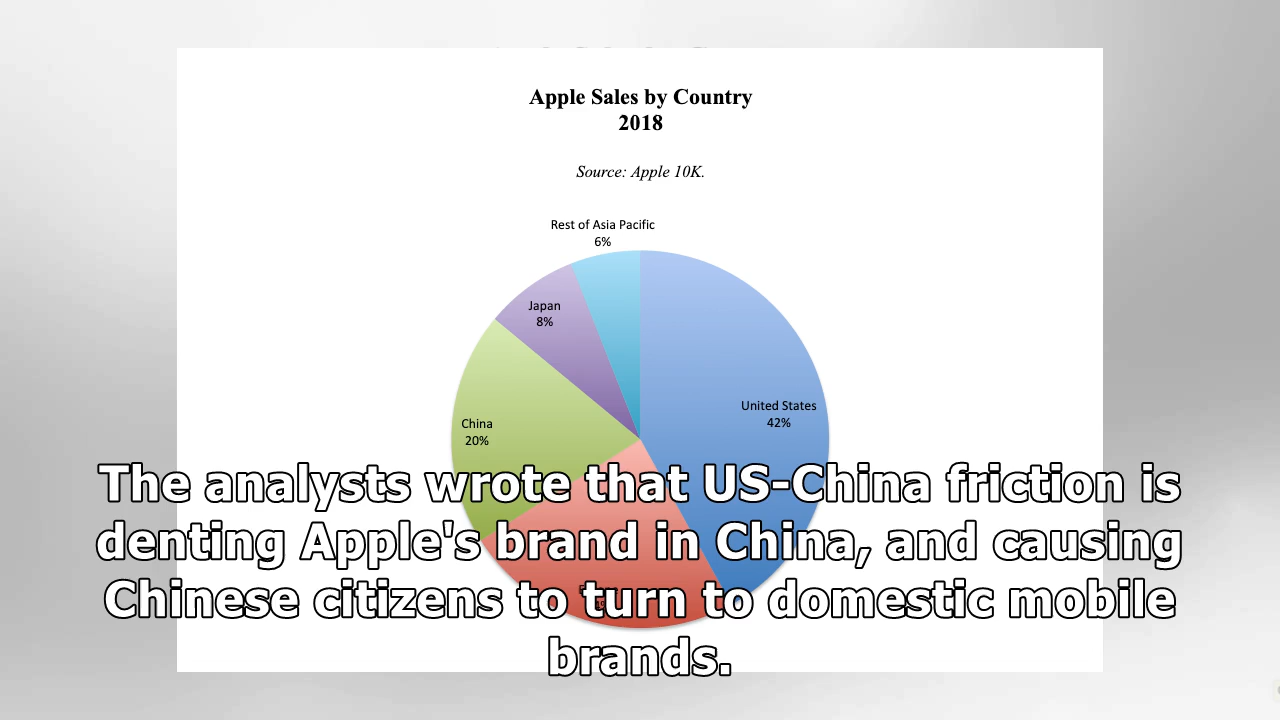 Apple Sales by Country
2018
Source: Apple 10K.
Rest of Asia Pacific
6%
Japan
8%
United States
42%
China
20%
The analysts wrote that US-China friction is
denting Apple's brand in China, and causing
Chinese citizens to turn to domestic mobile
brands.